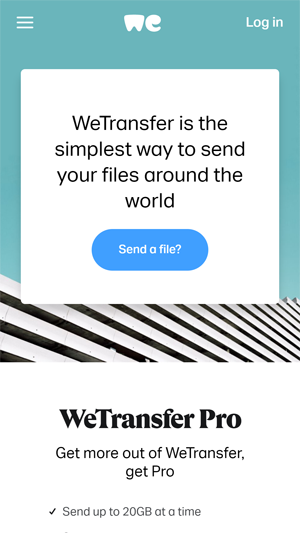 we
Log in
WeTransfer is the
simplest way to send
your files around the
world
Send a file?
WeTransfer Pro
Get more out of WeTransfer,
get Pro
Send up to 20GB at a time